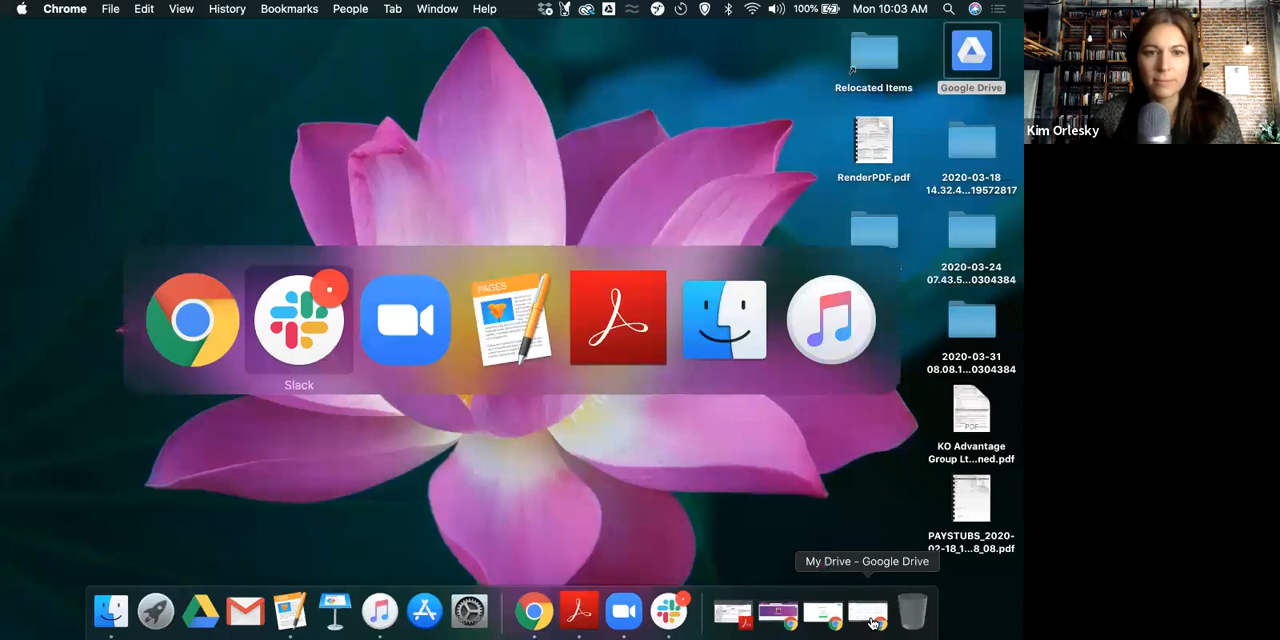 Chrome File Edit View History Bookmarks People Tab Window Help 100% Mon 10:03 AM
Relocated Items
Google Drive
Kim Orlesky
RenderPDF.pdf
2020-03-18
14.32.4...19572817
2020-03-24
07.43.5...0304384
PAGES
Slack
2020-03-31
08.08.1...0304384
PDF
KO Advantage
Group Lt...ned.pdf
PAYSTUBS_2020-
02-18_1...8_08.pdf
My Drive - Google Drive